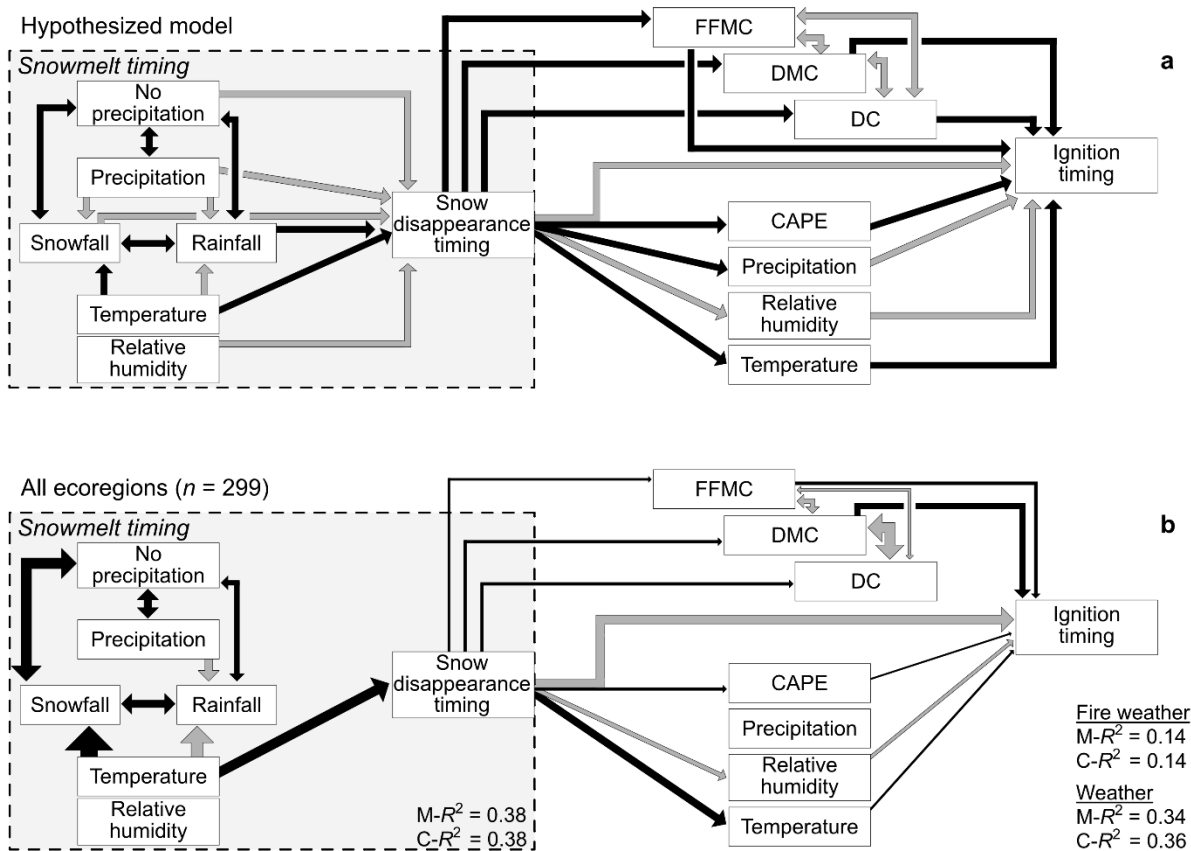 Hypothesized model
a
Snowmelt timing
No
precipitation
Precipitation
Snowfall
Rainfall
Temperature
Relative
humidity
Snow
disappearance
timing
FFMC
DMC
DC
CAPE
Precipitation
Relative
humidity
Temperature
Ignition
timing
All ecoregions (n = 299)
b
Snowmelt timing
No
precipitation
Precipitation
Snowfall
Rainfall
Temperature
Relative
humidity
M-R² = 0.38
C-R² = 0.38
Snow
disappearance
timing
FFMC
DMC
DC
CAPE
Precipitation
Relative
humidity
Temperature
Ignition
timing
Fire weather
M-R² = 0.14
C-R² = 0.14
Weather
M-R² = 0.34
C-R² = 0.36